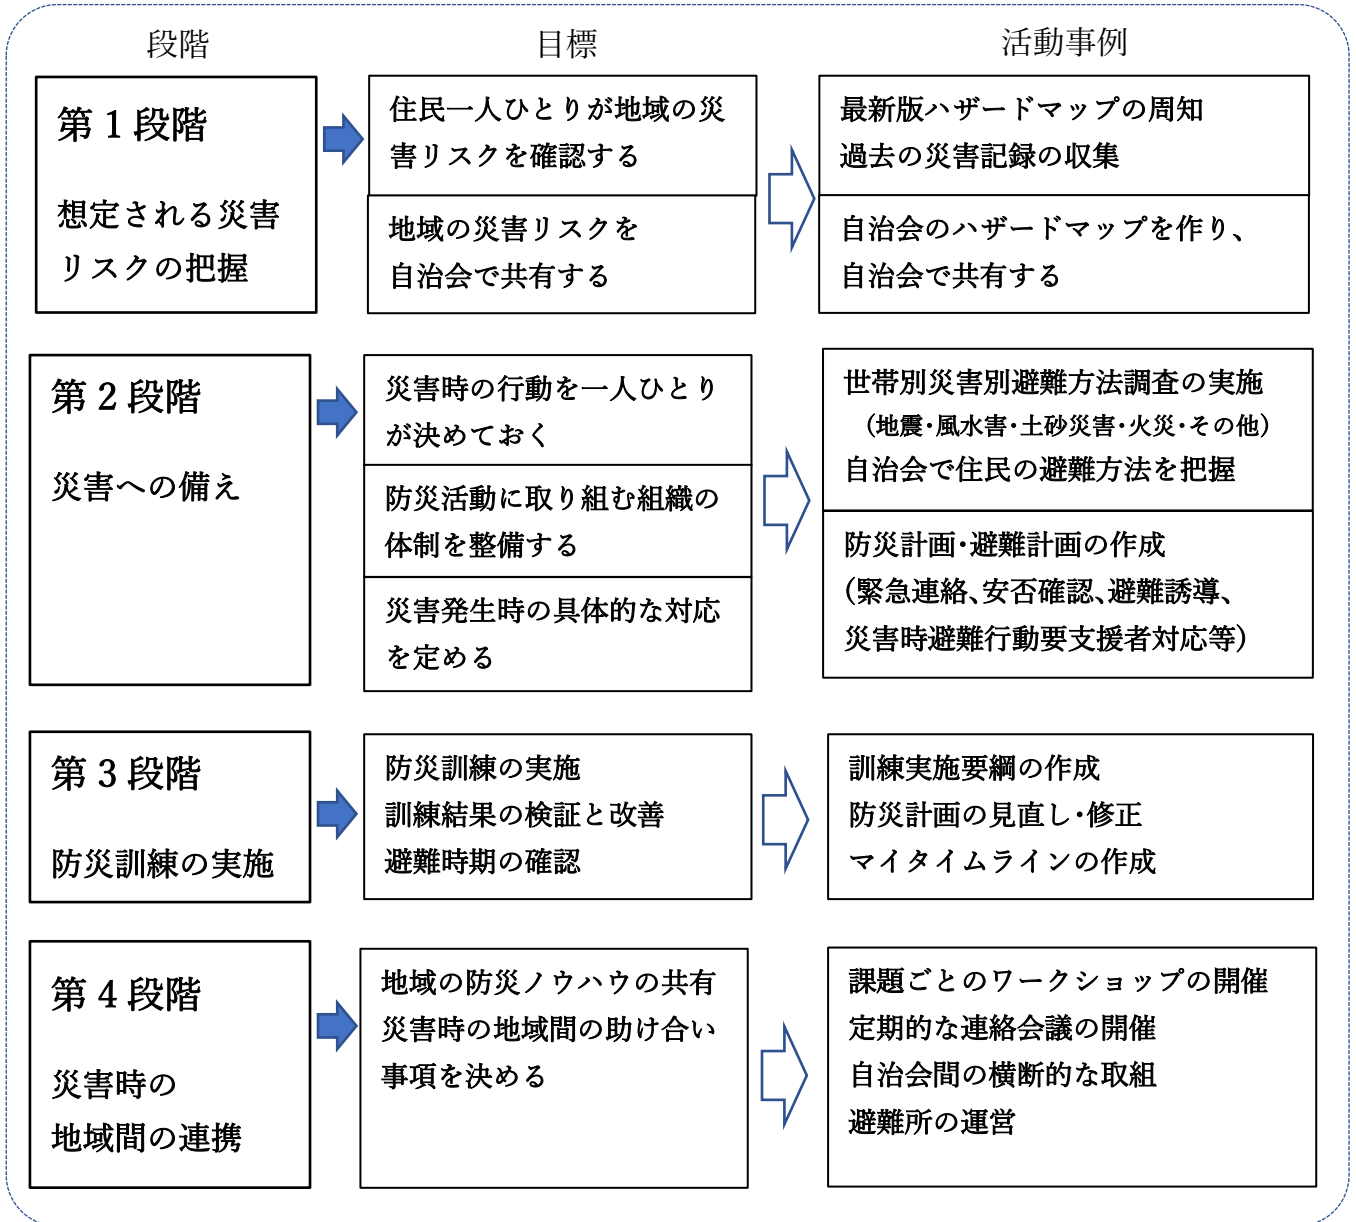 段階
目標
活動事例
第1段階
想定される災害
リスクの把握
住民一人ひとりが地域の災
害リスクを確認する
地域の災害リスクを
自治会で共有する
最新版ハザードマップの周知
過去の災害記録の収集
自治会のハザードマップを作り、
自治会で共有する
第2段階
災害への備え
災害時の行動を一人ひとり
が決めておく
防災活動に取り組む組織の
体制を整備する
災害発生時の具体的な対応
を定める
世帯別災害別避難方法調査の実施
（地震・風水害・土砂災害・火災・その他）
自治会で住民の避難方法を把握
防災計画・避難計画の作成
（緊急連絡、安否確認、避難誘導、
災害時避難行動要支援者対応等）
第3段階
防災訓練の実施
防災訓練の実施
訓練結果の検証と改善
避難時期の確認
訓練実施要綱の作成
防災計画の見直し・修正
マイタイムラインの作成
第4段階
災害時の
地域間の連携
地域の防災ノウハウの共有
災害時の地域間の助け合い
事項を決める
課題ごとのワークショップの開催
定期的な連絡会議の開催
自治会間の横断的な取組
避難所の運営